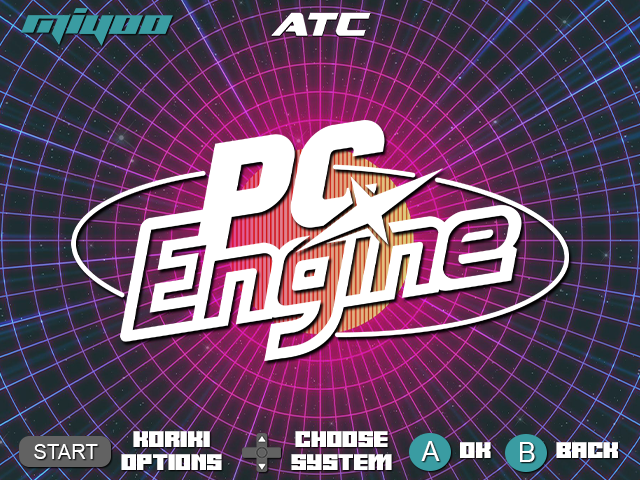 miyoo
ATC
PC
Engine
START
KORIKI
OPTIONS
CHOOSE
SYSTEM
A
OK
B
BACK